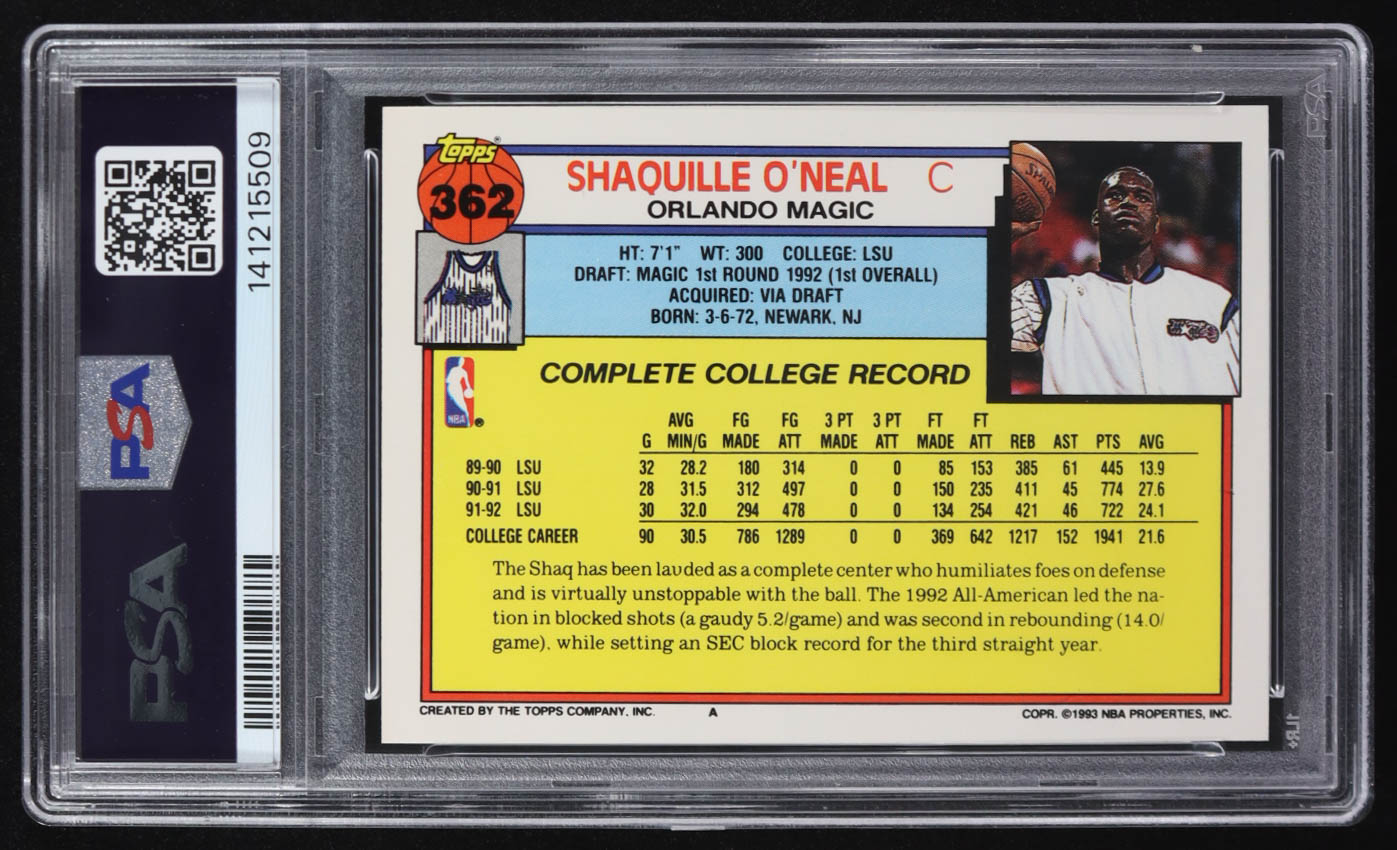 141215509
PSA
PSA
PSA
TOPPS
362
SHAQUILLE O'NEAL C
ORLANDO MAGIC
HT: 7'1" WT: 300 COLLEGE: LSU
DRAFT: MAGIC 1st ROUND 1992 (1st OVERALL)
ACQUIRED: VIA DRAFT
BORN: 3-6-72, NEWARK, NJ
SPALDING
Magic
NBA ®
COMPLETE COLLEGE RECORD
AVG FG FG 3 PT 3 PT FT FT
G MIN/G MADE ATT MADE ATT MADE ATT REB AST PTS AVG
89-90 LSU 32 28.2 180 314 0 0 85 153 385 61 445 13.9
90-91 LSU 28 31.5 312 497 0 0 150 235 411 45 774 27.6
91-92 LSU 30 32.0 294 478 0 0 134 254 421 46 722 24.1
COLLEGE CAREER 90 30.5 786 1289 0 0 369 642 1217 152 1941 21.6
The Shaq has been lauded as a complete center who humiliates foes on defense
and is virtually unstoppable with the ball. The 1992 All-American led the na-
tion in blocked shots (a gaudy 5.2/game) and was second in rebounding (14.0/
game), while setting an SEC block record for the third straight year.
CREATED BY THE TOPPS COMPANY, INC. A COPR. ©1993 NBA PROPERTIES, INC.